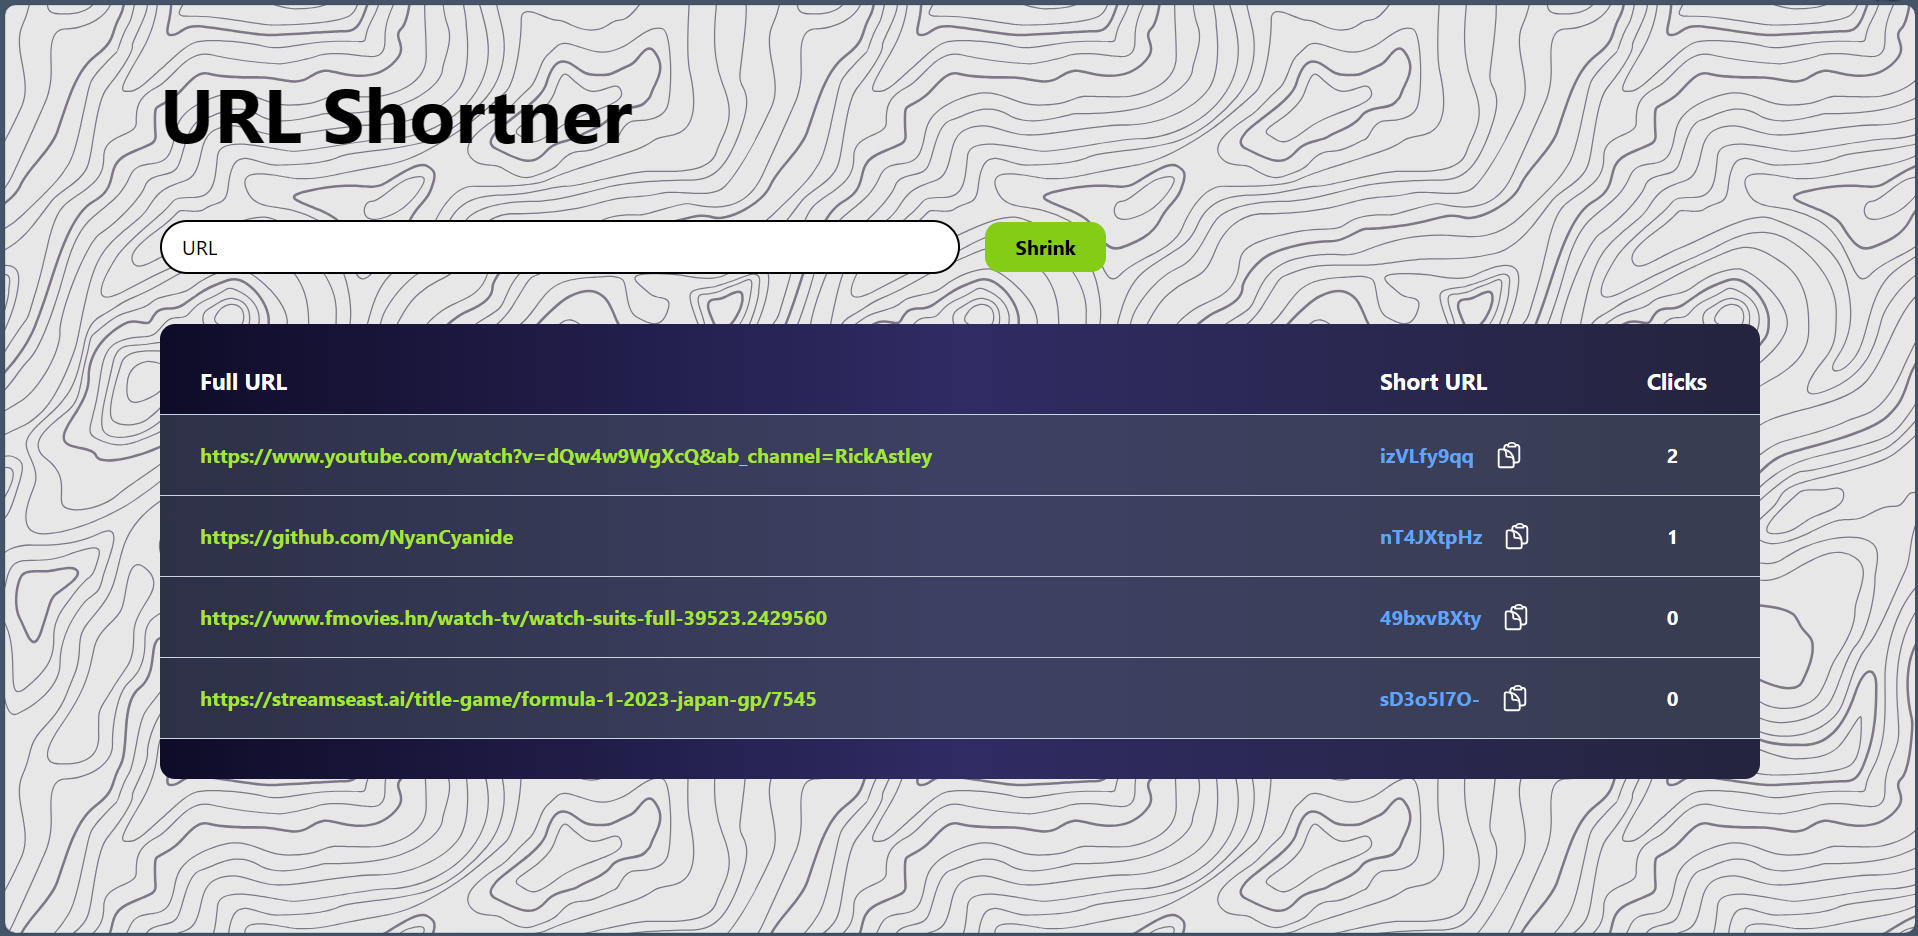 URL Shortner
URL
Shrink
Full URL Short URL Clicks
https://www.youtube.com/watch?v=dQw4w9WgXcQ&ab_channel=RickAstley izVLfy9qq 2
https://github.com/NyanCyanide nT4JXtpHz 1
https://www.fmovies.hn/watch-tv/watch-suits-full-39523.2429560 49bxvBXty 0
https://streamseast.ai/title-game/formula-1-2023-japan-gp/7545 sD3o5I7O- 0